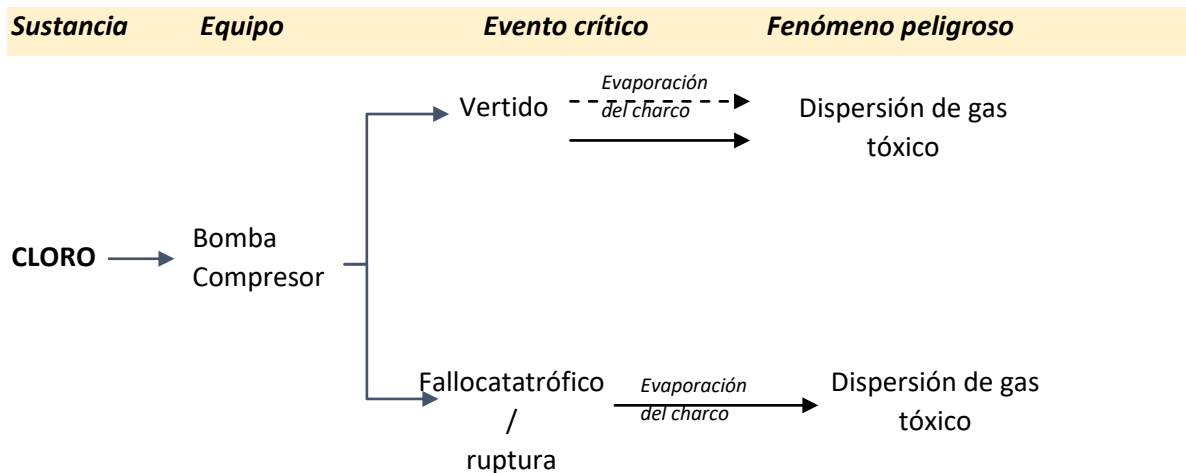 Sustancia Equipo Evento crítico Fenómeno peligroso
Evaporación
del charco
Vertido
Dispersión de gas
tóxico
CLORO
Bomba
Compresor
Fallocatatrófico
/
ruptura
Evaporación
del charco
Dispersión de gas
tóxico